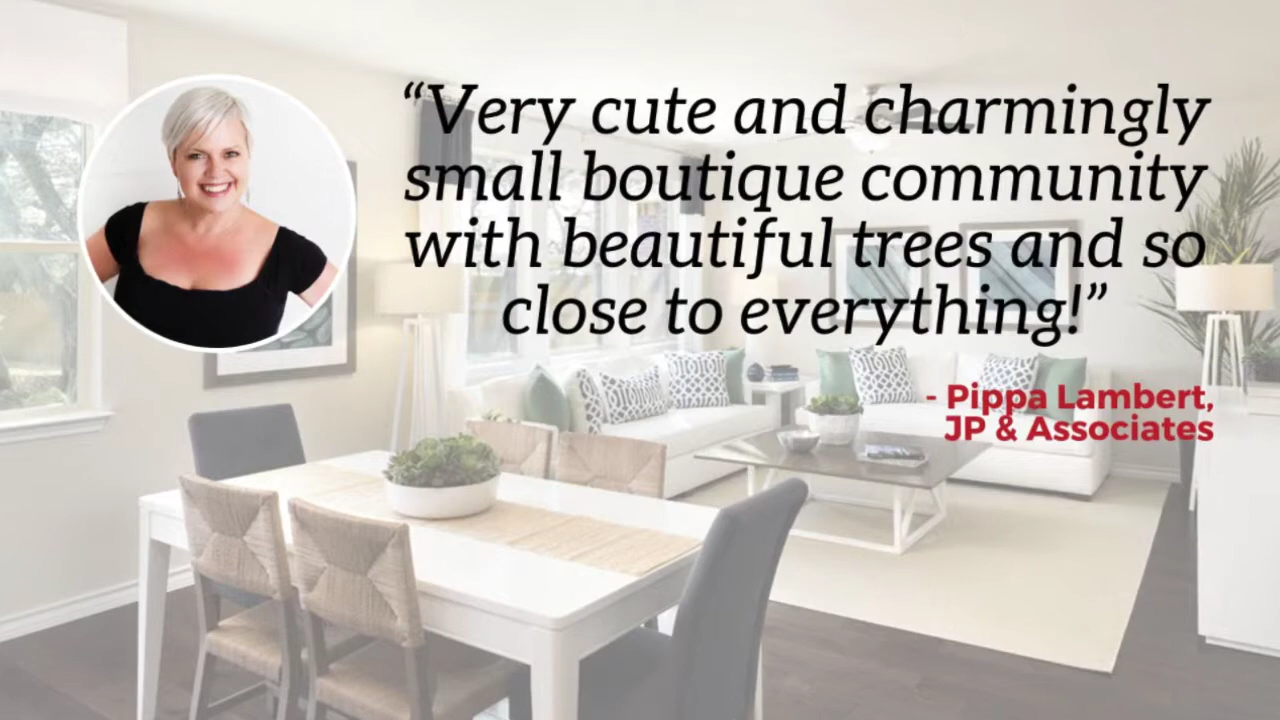 “Very cute and charmingly
small boutique community
with beautiful trees and so
close to everything!”
- Pippa Lambert,
JP & Associates